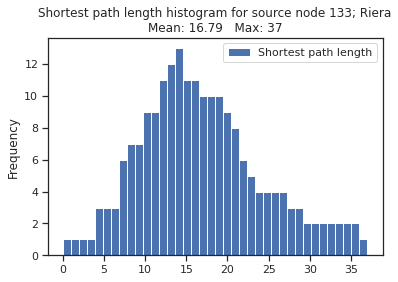 Shortest path length histogram for source node 133; Riera
Mean: 16.79   Max: 37
Shortest path length
Frequency
12
10
8
6
4
2
0
0 5 10 15 20 25 30 35